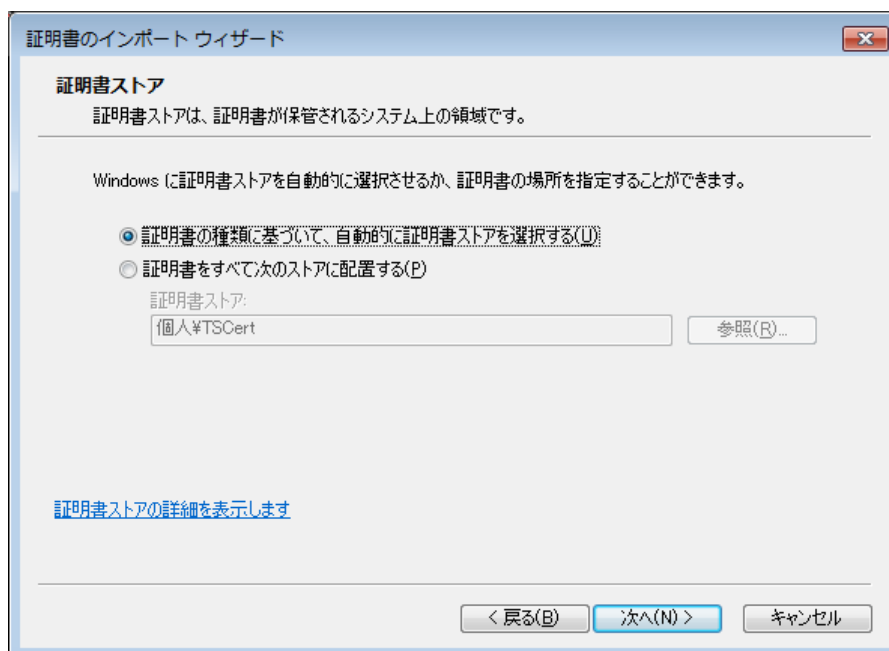 証明書のインポート ウィザード
証明書ストア
証明書ストアは、証明書が保管されるシステム上の領域です。
Windows に証明書ストアを自動的に選択させるか、証明書の場所を指定することができます。
証明書の種類に基づいて、自動的に証明書ストアを選択する(U)
証明書をすべて次のストアに配置する(P)
証明書ストア:
個人¥TSCert
参照(R)...
証明書ストアの詳細を表示します
< 戻る(B)
次へ(N) >
キャンセル